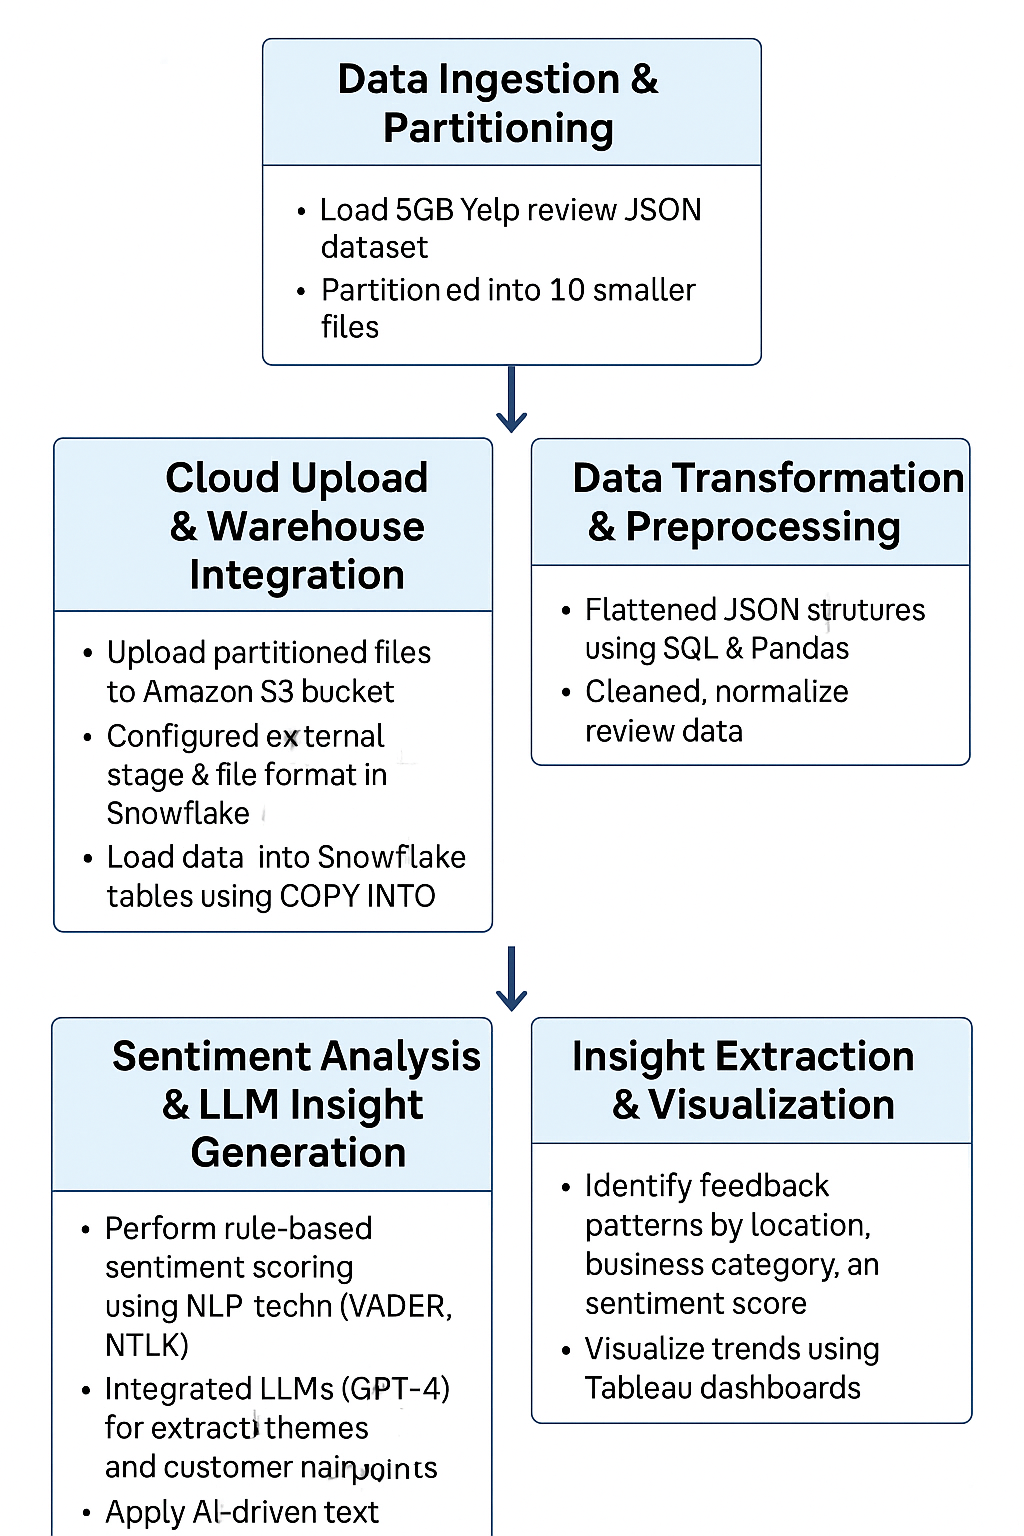 Data Ingestion &
Partitioning
• Load 5GB Yelp review JSON
dataset
• Partitioned into 10 smaller
files
Cloud Upload
& Warehouse
Integration
• Upload partitioned files
to Amazon S3 bucket
• Configured external
stage & file format in
Snowflake
• Load data into Snowflake
tables using COPY INTO
Data Transformation
& Preprocessing
• Flattened JSON strutures
using SQL & Pandas
• Cleaned, normalize
review data
Sentiment Analysis
& LLM Insight
Generation
• Perform rule-based
sentiment scoring
using NLP techn (VADER,
NTLK)
• Integrated LLMs (GPT-4)
for extract themes
and customer
• Apply AI-driven text
Insight Extraction
& Visualization
• Identify feedback
patterns by location,
business category, an
sentiment score
• Visualize trends using
Tableau dashboards